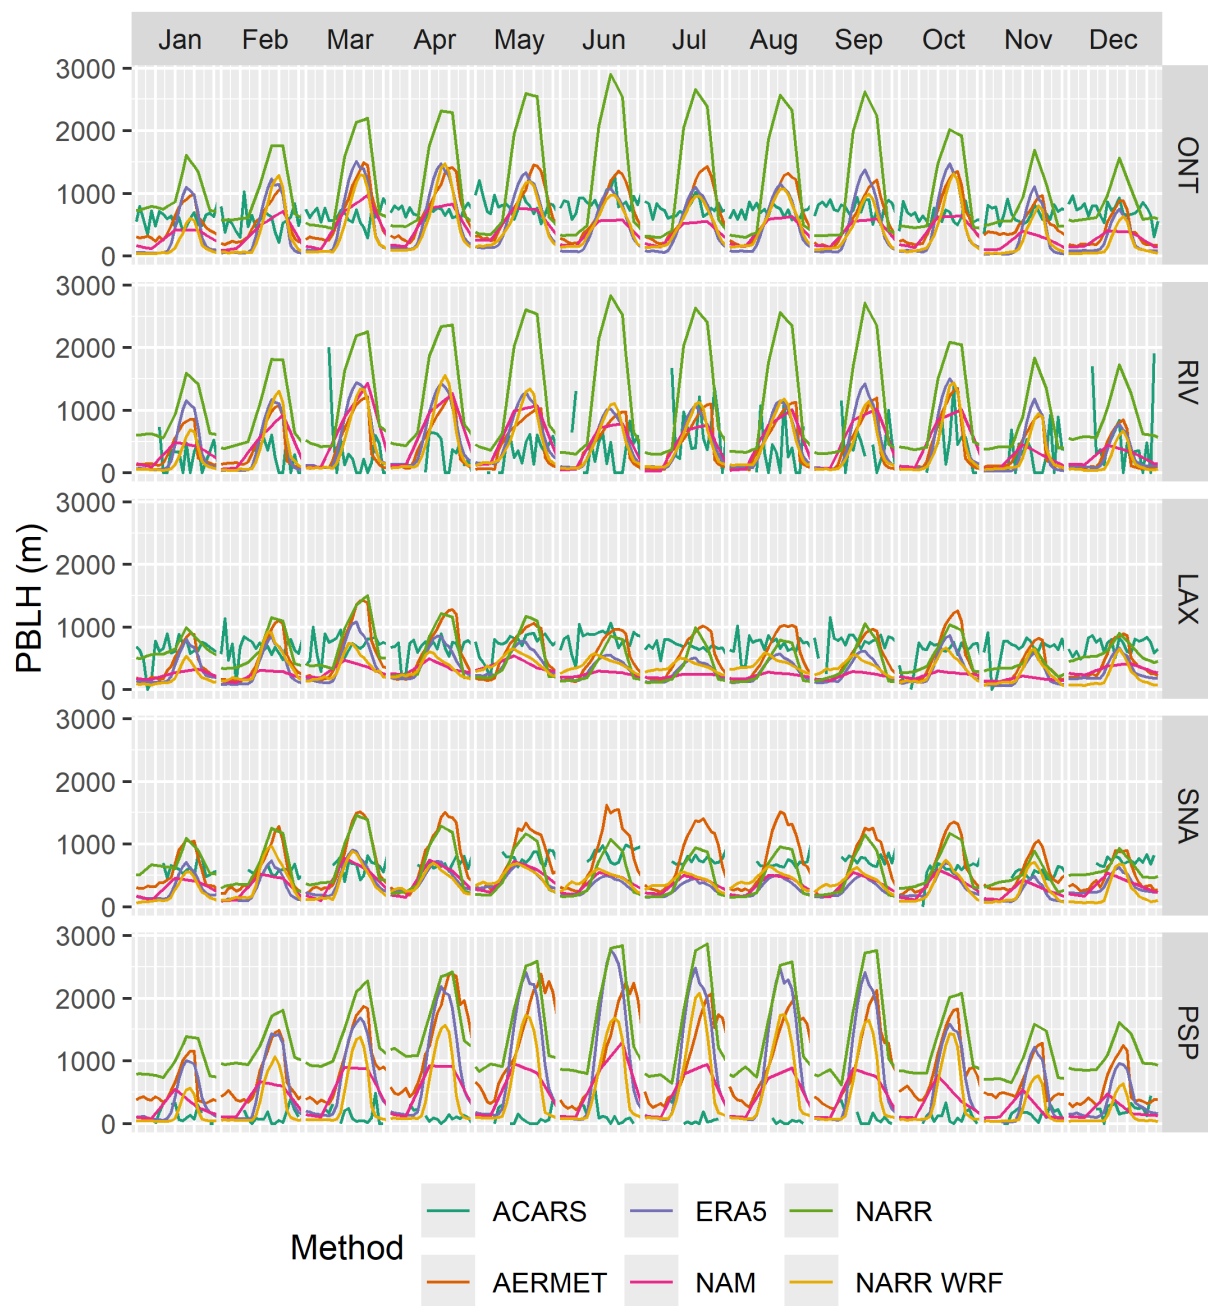 Jan Feb Mar Apr May Jun Jul Aug Sep Oct Nov Dec
3000
2000
1000
0
ONT
3000
2000
1000
0
RIV
3000
2000
1000
0
LAX
3000
2000
1000
0
SNA
3000
2000
1000
0
PSP
PBLH (m)
Method
ACARS ERA5 NARR
AERMET NAM NARR WRF